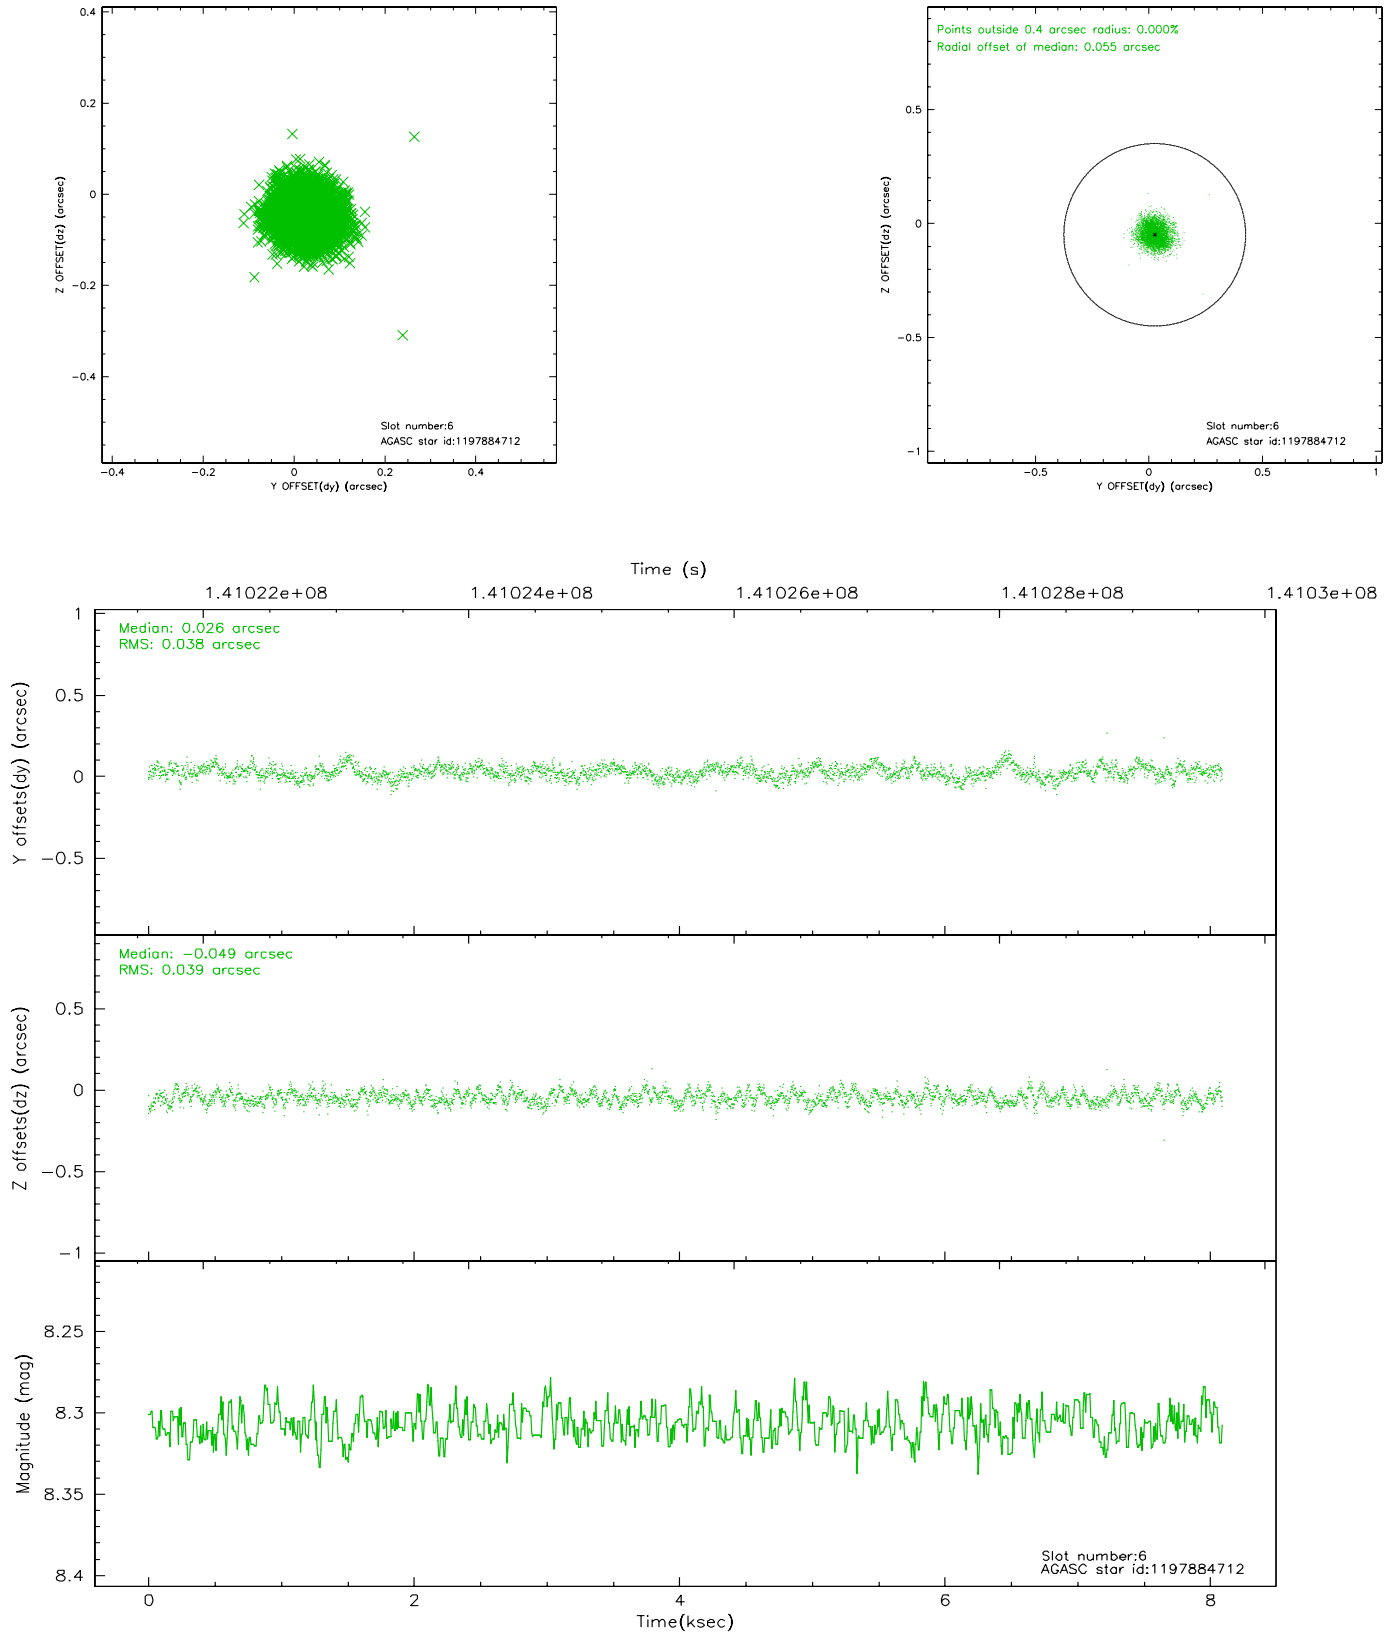 0.4
0.2
0
−0.2
−0.4
Z OFFSET(dz) (arcsec)
Slot number:6
AGASC star id:1197884712
−0.4 −0.2 0 0.2 0.4
Y OFFSET(dy) (arcsec)
Points outside 0.4 arcsec radius: 0.000%
Radial offset of median: 0.055 arcsec
0.5
0
−0.5
−1
Z OFFSET(dz) (arcsec)
Slot number:6
AGASC star id:1197884712
−0.5 0 0.5 1
Y OFFSET(dy) (arcsec)
Time (s)
1.41022e+08 1.41024e+08 1.41026e+08 1.41028e+08 1.4103e+08
Median: 0.026 arcsec
RMS: 0.038 arcsec
1
0.5
0
−0.5
Y offsets(dy) (arcsec)
Median: −0.049 arcsec
RMS: 0.039 arcsec
0.5
0
−0.5
−1
Z offsets(dz) (arcsec)
8.25
8.3
8.35
8.4
Magnitude (mag)
Slot number:6
AGASC star id:1197884712
0 2 4 6 8
Time(ksec)